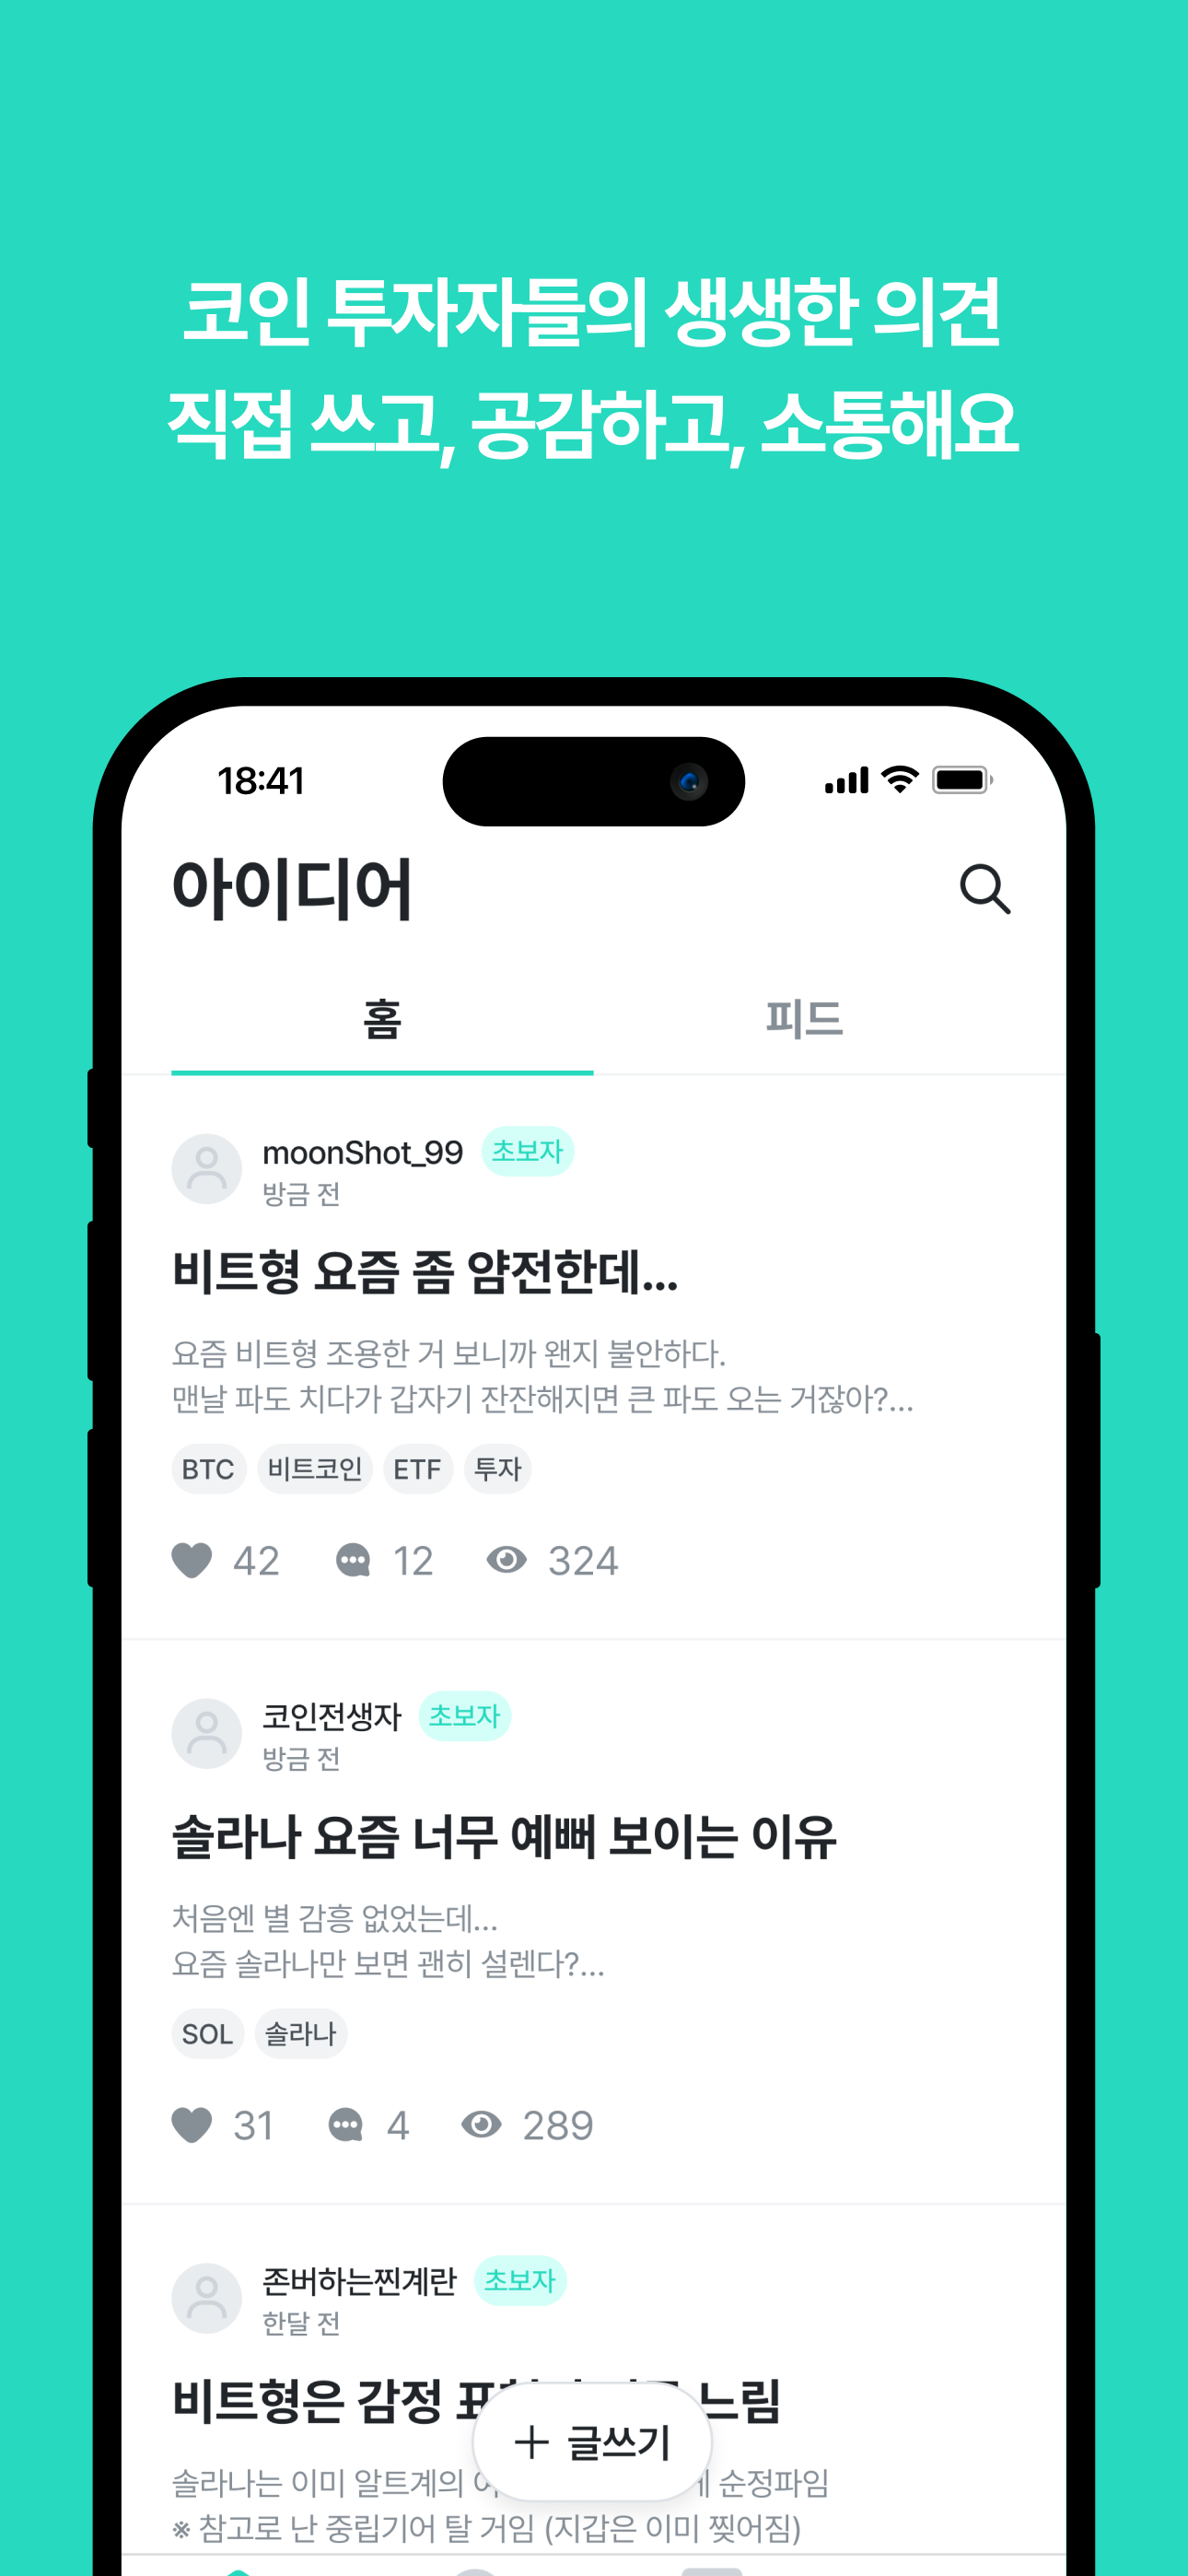 코인 투자자들의 생생한 의견
직접 쓰고, 공감하고, 소통해요
18:41
아이디어
홈 피드
moonShot_99 초보자
방금 전
비트형 요즘 좀 얌전한데...
요즘 비트형 조용한 거 보니까 왠지 불안하다.
맨날 파도 치다가 갑자기 잔잔해지면 큰 파도 오는 거잖아?...
BTC 비트코인 ETF 투자
42 12 324
코인전생자 초보자
방금 전
솔라나 요즘 너무 예뻐 보이는 이유
처음엔 별 감흥 없었는데...
요즘 솔라나만 보면 괜히 설렌다?...
SOL 솔라나
31 4 289
존버하는찐계란 초보자
한달 전
비트형은 감정 느림
글쓰기
솔라나는 이미 알트계의 순정파임
※ 참고로 난 중립기어 탈 거임 (지갑은 이미 찢어짐)